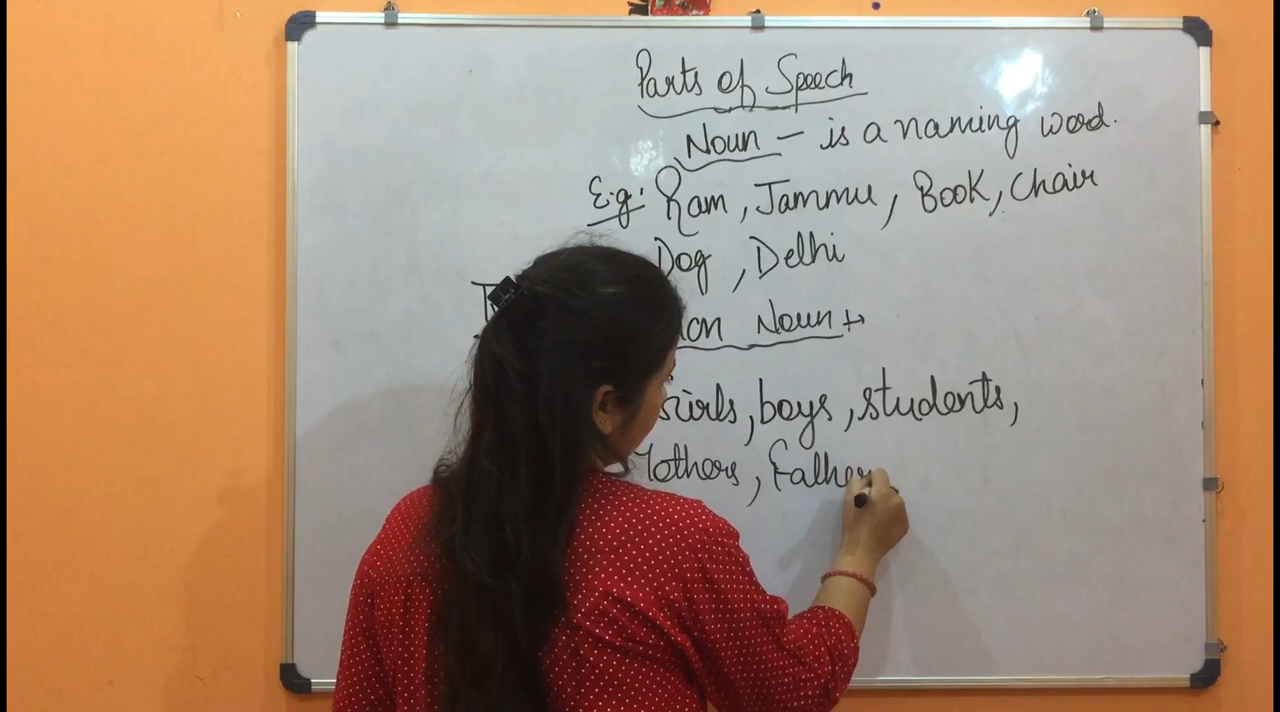 Parts of Speech
Noun – is a naming word.
E.g: Ram, Jammu, Book, Chair
Dog, Delhi
Noun →
girls, boys, students,
Mothers, Father